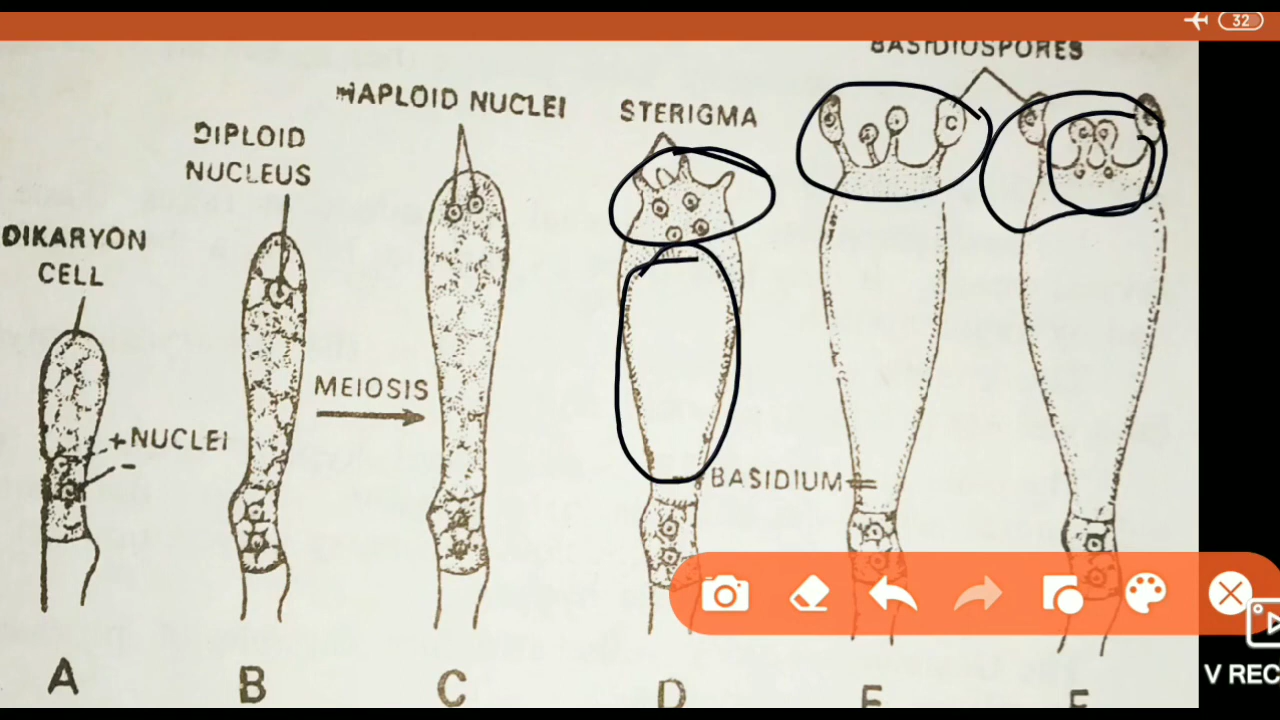 32
BASIDIOSPORES
HAPLOID NUCLEI
STERIGMA
DIPLOID
NUCLEUS
DIKARYON
CELL
MEIOSIS
+NUCLEI
-
BASIDIUM
A
B
C
D
E
F
V REC